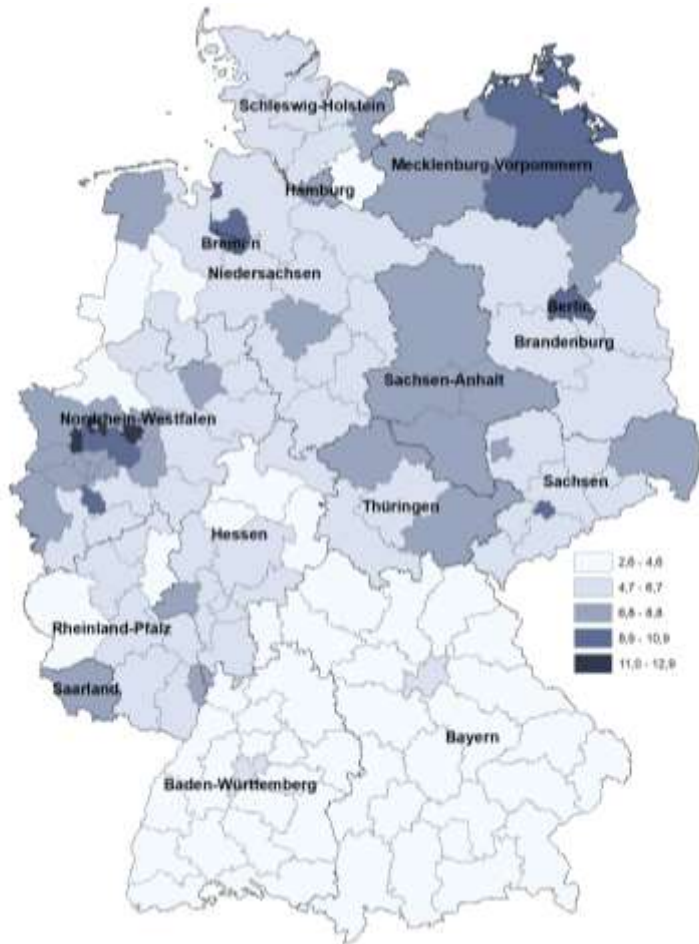 Schleswig-Holstein
Mecklenburg-Vorpommern
Hamburg
Bremen
Niedersachsen
Berlin
Brandenburg
Sachsen-Anhalt
Nordrhein-Westfalen
Sachsen
Thüringen
Hessen
2,6 - 4,6
4,7 - 6,7
6,8 - 8,8
8,9 - 10,9
11,0 - 12,9
Rheinland-Pfalz
Saarland
Bayern
Baden-Württemberg